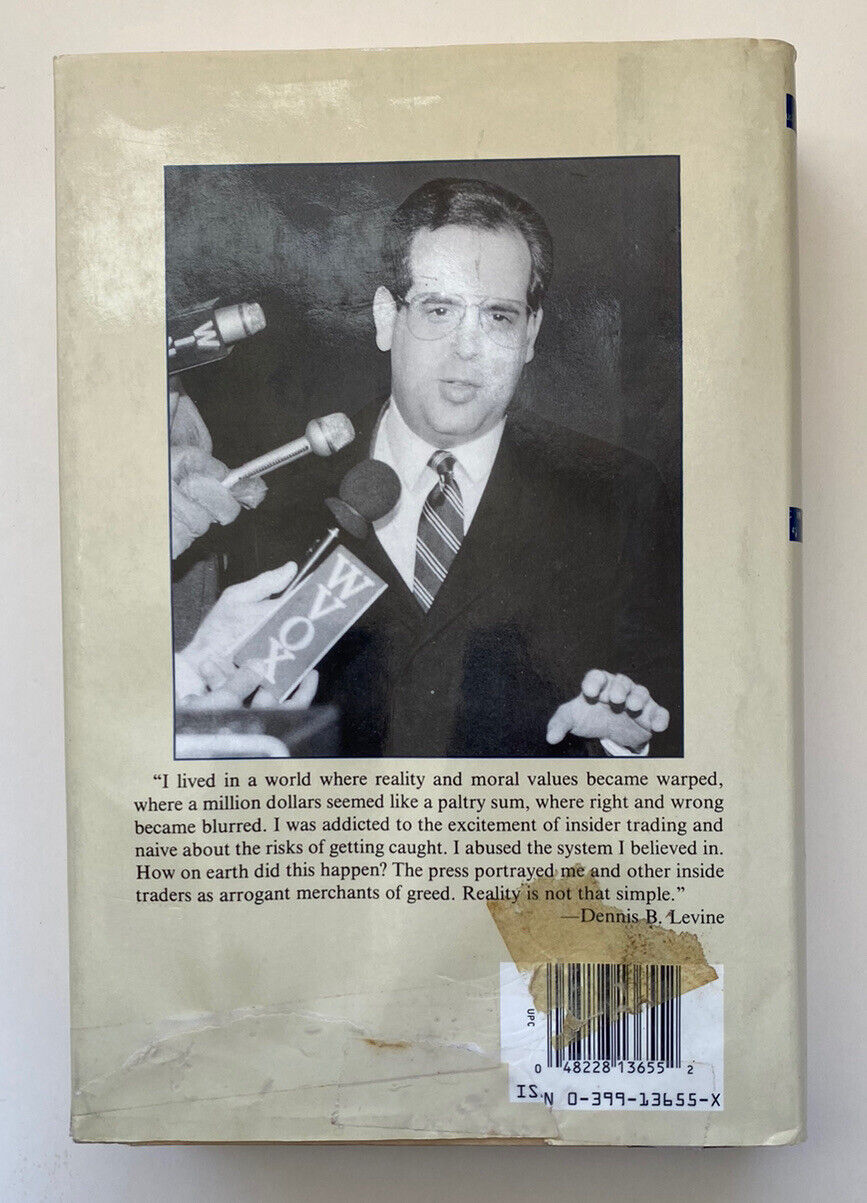 WVOX
"I lived in a world where reality and moral values became warped,
where a million dollars seemed like a paltry sum, where right and wrong
became blurred. I was addicted to the excitement of insider trading and
naive about the risks of getting caught. I abused the system I believed in.
How on earth did this happen? The press portrayed me and other inside
traders as arrogant merchants of greed. Reality is not that simple."
—Dennis B. Levine
UPC
0 48228 13655 2
ISBN 0-399-13655-X